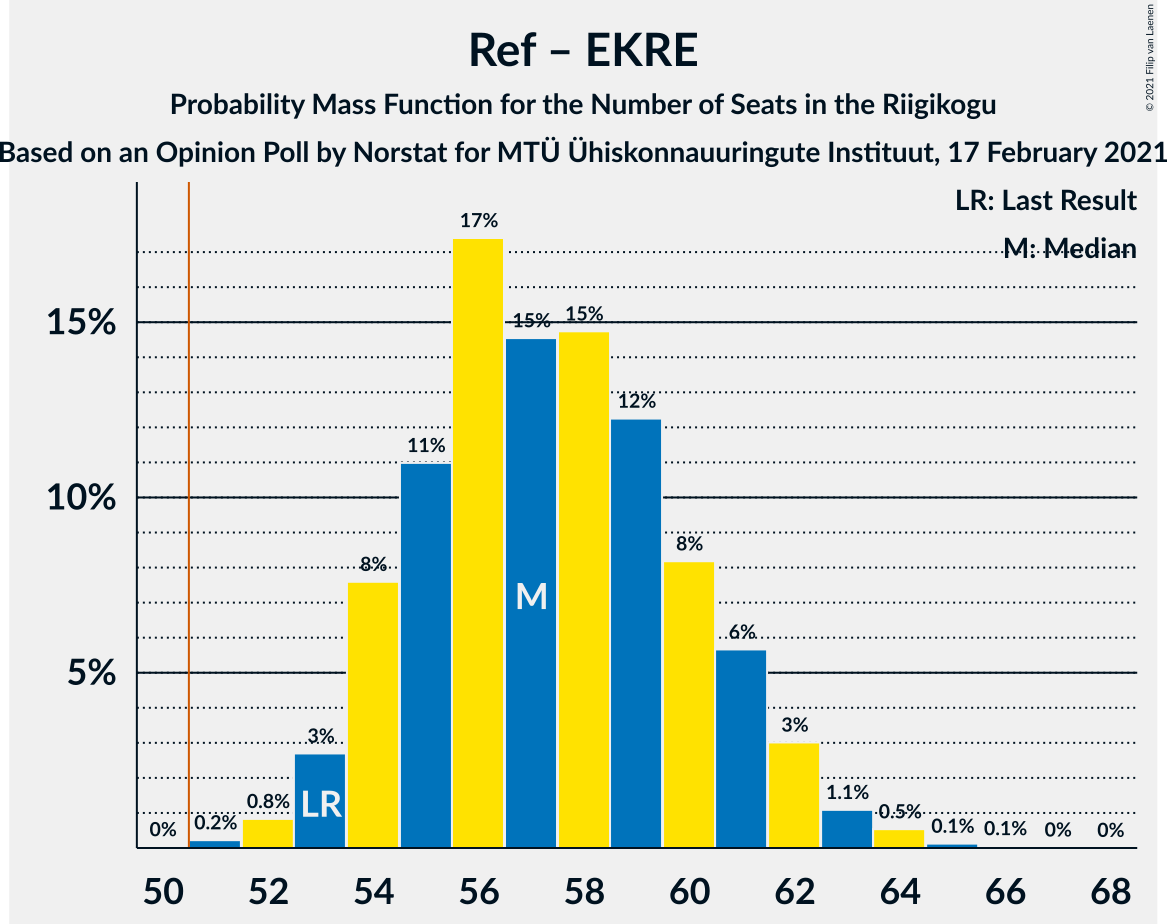 Ref – EKRE
Probability Mass Function for the Number of Seats in the Riigikogu
Based on an Opinion Poll by Norstat for MTÜ Ühiskonnauuringute Instituut, 17 February 2021
© 2021 Filip van Laenen
LR: Last Result
M: Median
15%
10%
5%
0%
0.2%
0.8%
3%
8%
11%
17%
15%
15%
12%
8%
6%
3%
1.1%
0.5%
0.1%
0.1%
0%
0%
LR
M
50 52 54 56 58 60 62 64 66 68